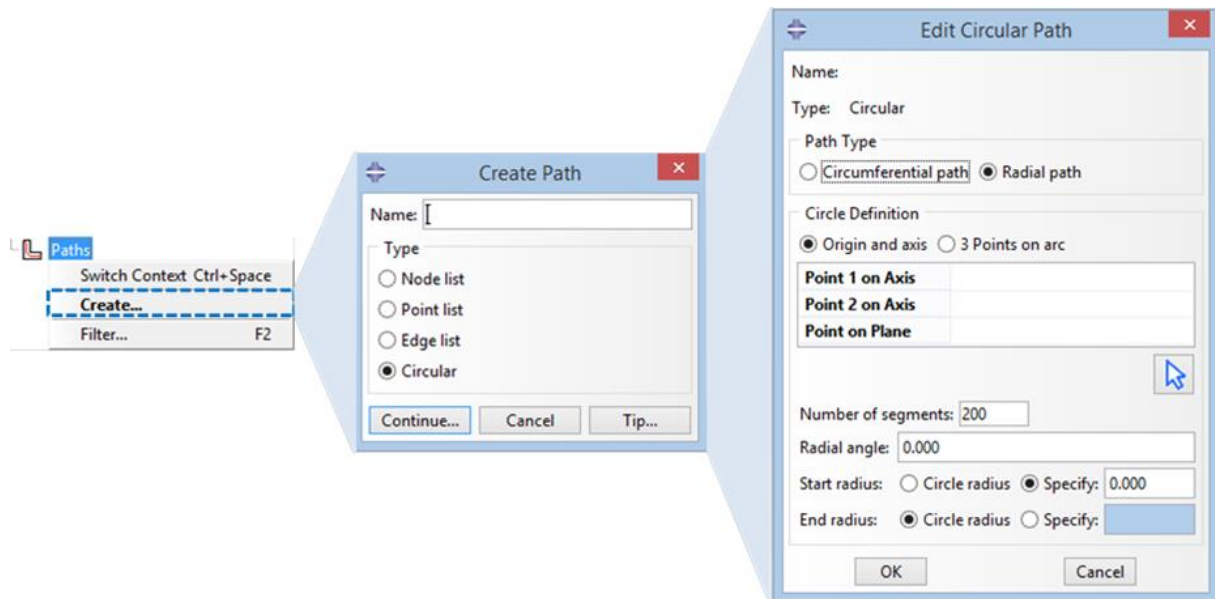 Paths
Switch Context Ctrl+Space
Create...
Filter... F2
Create Path
Name:
Type
Node list
Point list
Edge list
Circular
Continue... Cancel Tip...
Edit Circular Path
Name:
Type: Circular
Path Type
Circumferential path Radial path
Circle Definition
Origin and axis 3 Points on arc
Point 1 on Axis
Point 2 on Axis
Point on Plane
Number of segments: 200
Radial angle: 0.000
Start radius: Circle radius Specify: 0.000
End radius: Circle radius Specify:
OK Cancel